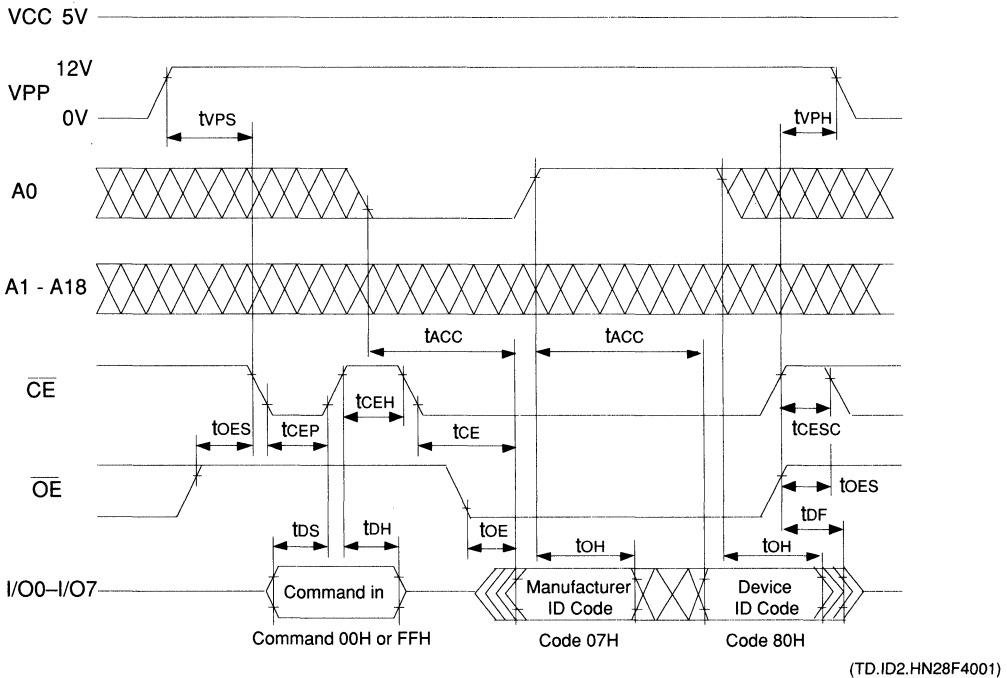 VCC 5V
12V
VPP
0V
tVPS
tVPH
A0
A1 - A18
tACC
tACC
CE
tCEH
tOES
tCEP
tCE
tCESC
OE
tOES
tDS
tDH
tOE
tOH
tOH
tDF
I/O0–I/O7
Command in
Manufacturer
ID Code
Device
ID Code
Command 00H or FFH
Code 07H
Code 80H
(TD.ID2.HN28F4001)